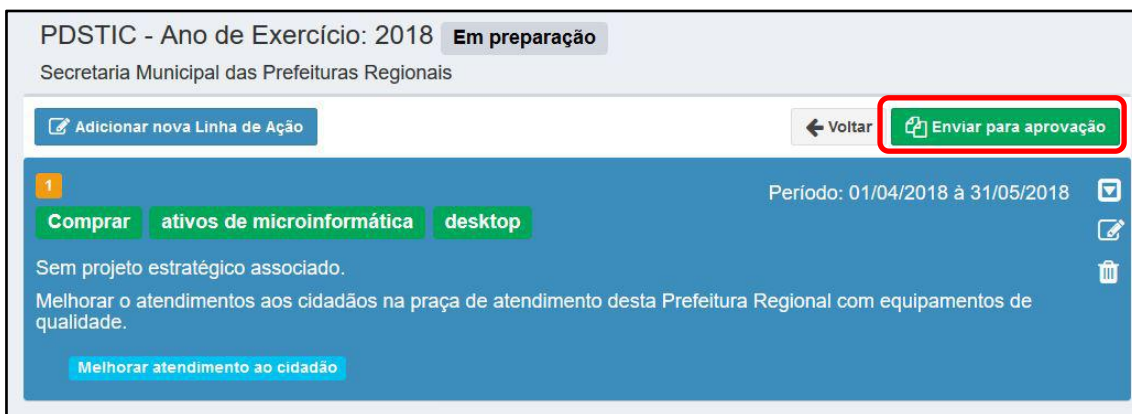 PDSTIC - Ano de Exercício: 2018 Em preparação
Secretaria Municipal das Prefeituras Regionais
Adicionar nova Linha de Ação
Voltar
Enviar para aprovação
1
Período: 01/04/2018 à 31/05/2018
Comprar ativos de microinformática desktop
Sem projeto estratégico associado.
Melhorar o atendimentos aos cidadãos na praça de atendimento desta Prefeitura Regional com equipamentos de
qualidade.
Melhorar atendimento ao cidadão